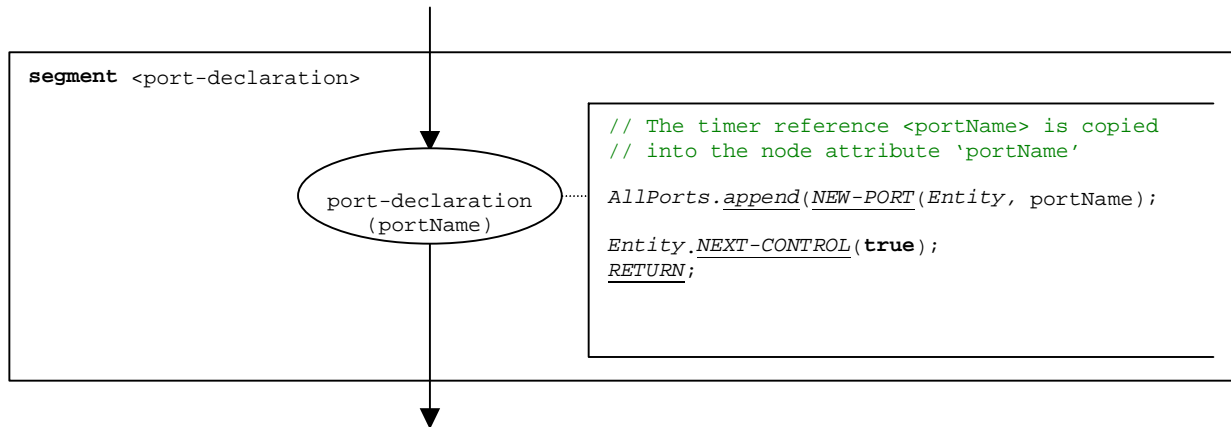 segment <port-declaration>
port-declaration
(portName)
// The timer reference <portName> is copied
// into the node attribute ‘portName’
AllPorts.append(NEW-PORT(Entity, portName);
Entity.NEXT-CONTROL(true);
RETURN;